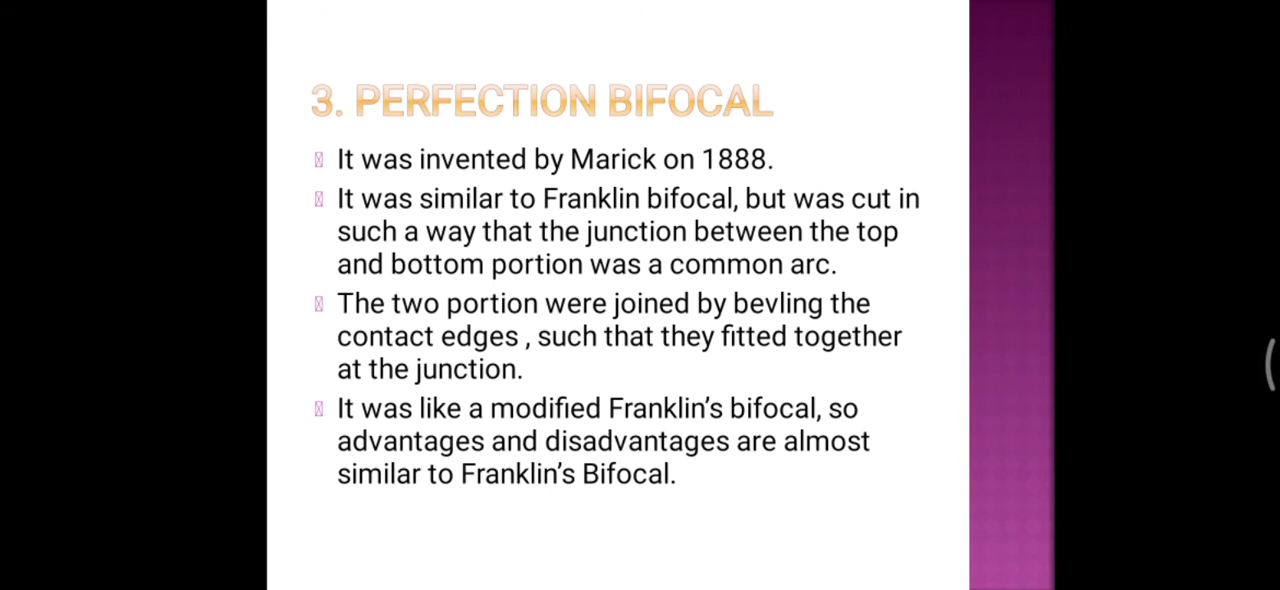 3. PERFECTION BIFOCAL
It was invented by Marick on 1888.
It was similar to Franklin bifocal, but was cut in
such a way that the junction between the top
and bottom portion was a common arc.
The two portion were joined by bevling the
contact edges , such that they fitted together
at the junction.
It was like a modified Franklin’s bifocal, so
advantages and disadvantages are almost
similar to Franklin’s Bifocal.